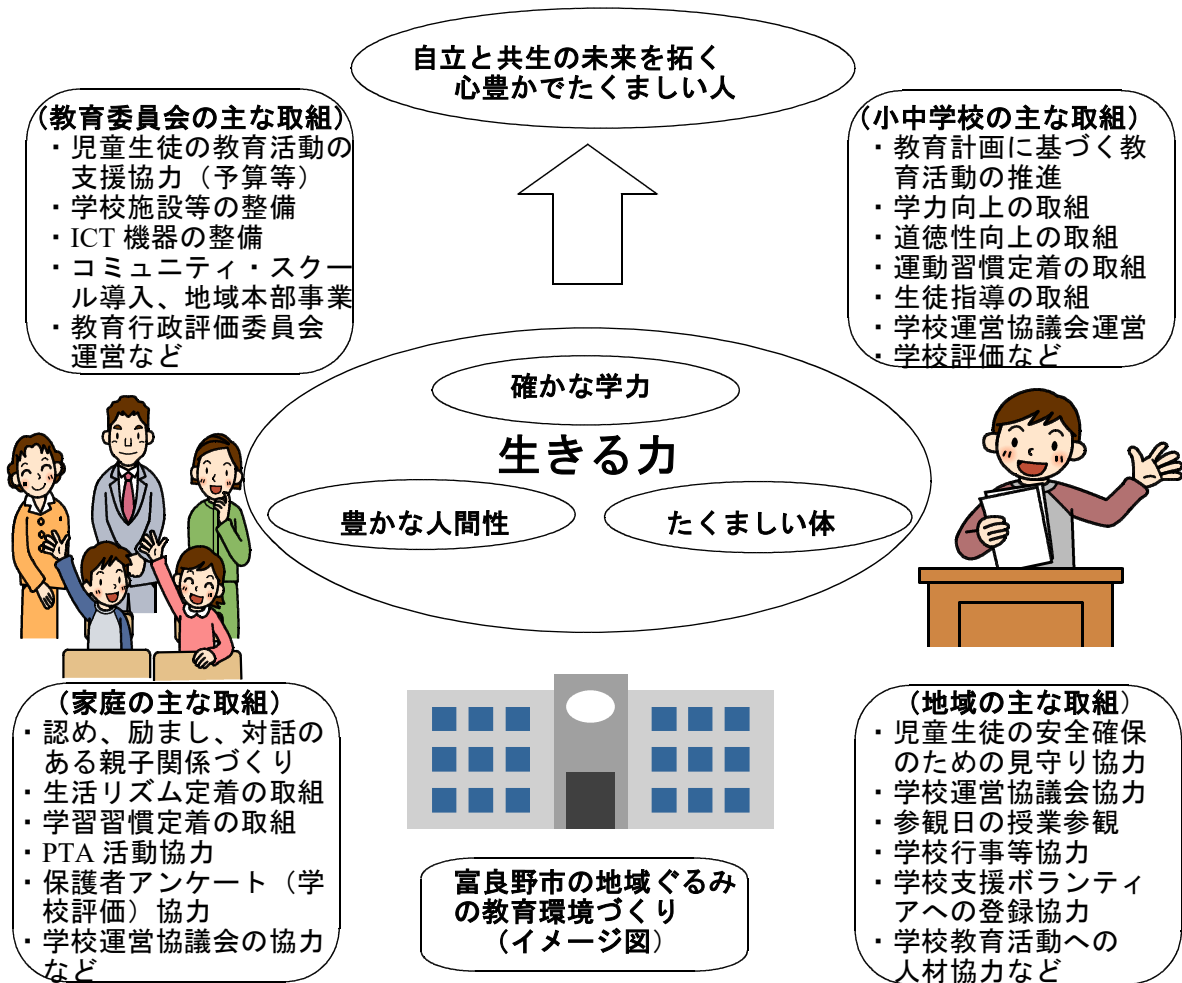 自立と共生の未来を拓く
心豊かでたくましい人
（教育委員会の主な取組）
・児童生徒の教育活動の
支援協力（予算等）
・学校施設等の整備
・ICT 機器の整備
・コミュニティ・スクー
ル導入、地域本部事業
・教育行政評価委員会
運営など
（小中学校の主な取組）
・教育計画に基づく教
育活動の推進
・学力向上の取組
・道徳性向上の取組
・運動習慣定着の取組
・生徒指導の取組
・学校運営協議会運営
・学校評価など
確かな学力
生きる力
豊かな人間性
たくましい体
（家庭の主な取組）
・認め、励まし、対話の
ある親子関係づくり
・生活リズム定着の取組
・学習習慣定着の取組
・PTA 活動協力
・保護者アンケート（学
校評価）協力
・学校運営協議会の協力
など
富良野市の地域ぐるみ
の教育環境づくり
（イメージ図）
（地域の主な取組）
・児童生徒の安全確保
のための見守り協力
・学校運営協議会協力
・参観日の授業参観
・学校行事等協力
・学校支援ボランティ
アへの登録協力
・学校教育活動への
人材協力など